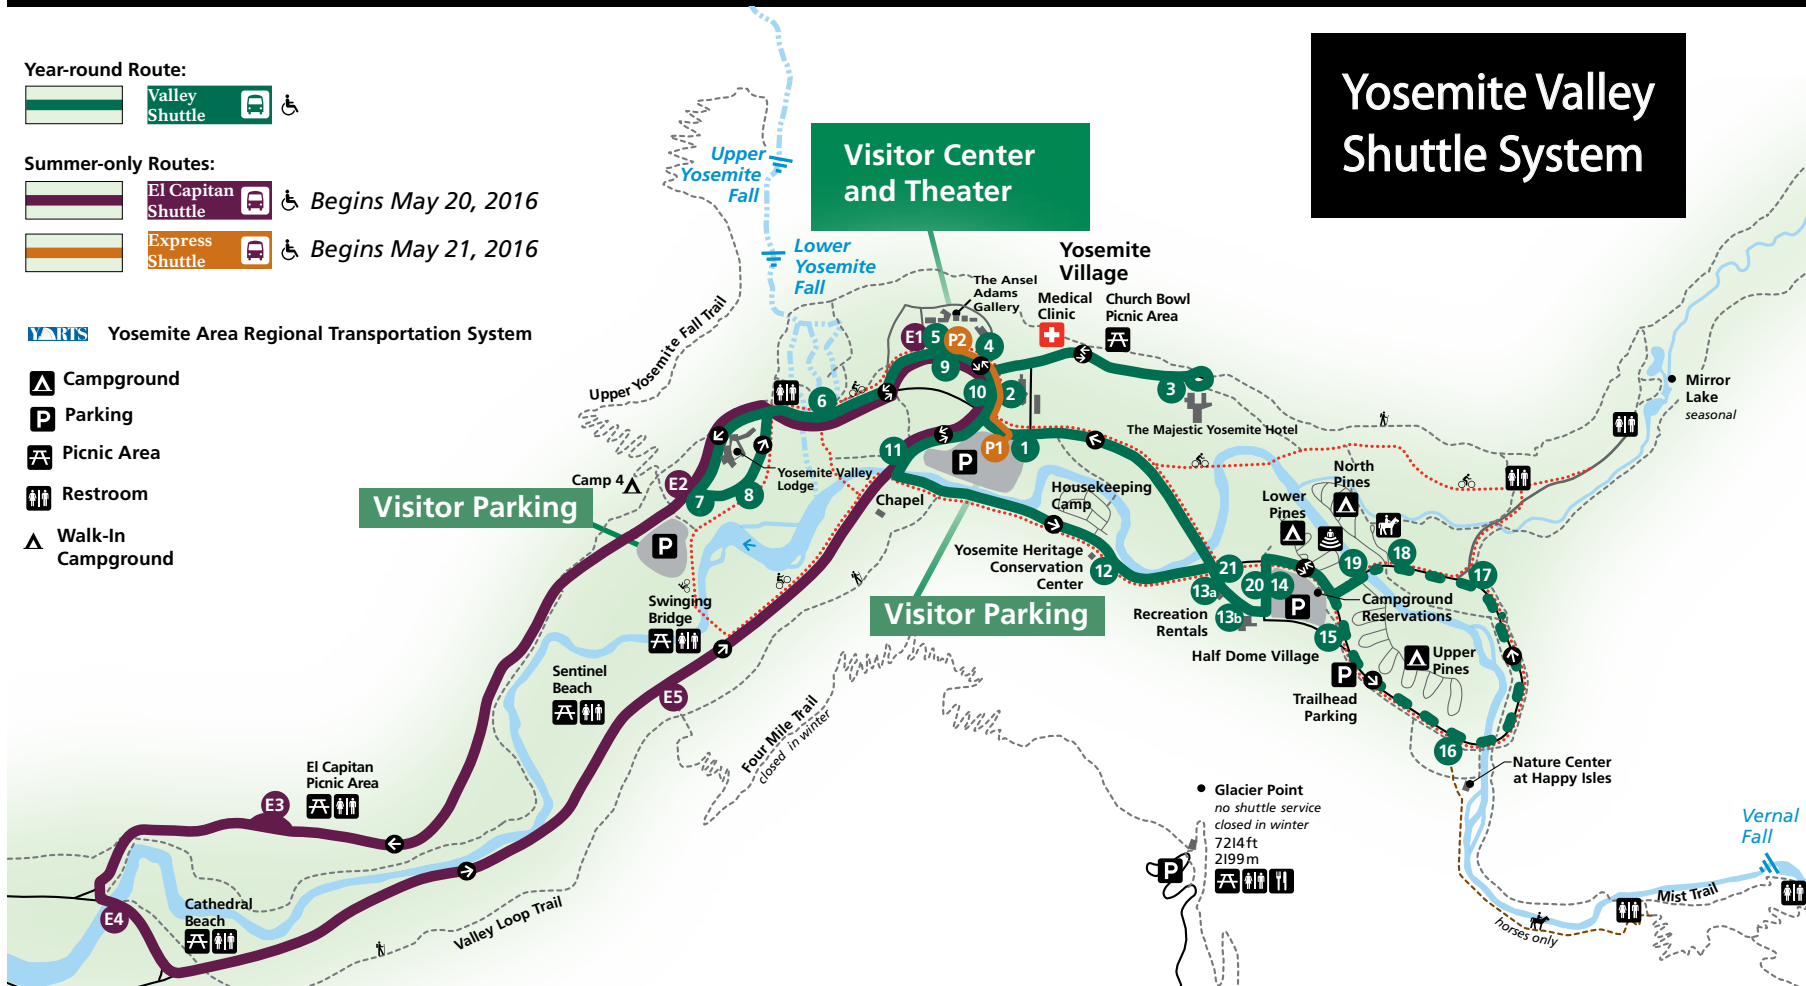 Yosemite Valley
Shuttle System
Year-round Route:
Valley
Shuttle
Summer-only Routes:
El Capitan
Shuttle
Begins May 20, 2016
Express
Shuttle
Begins May 21, 2016
YARTS
Yosemite Area Regional Transportation System
Campground
P
Parking
Picnic Area
Restroom
Walk-In
Campground
Upper
Yosemite
Fall
Lower
Yosemite
Fall
Visitor Center
and Theater
Yosemite
Village
The Ansel
Adams
Gallery
Medical
Clinic
Church Bowl
Picnic Area
Upper Yosemite Fall Trail
E1
5
P2
4
9
10
2
3
6
The Majestic Yosemite Hotel
Mirror
Lake
seasonal
11
P
P1
1
Camp 4
E2
7
8
Yosemite Valley
Lodge
Chapel
Visitor Parking
P
Housekeeping
Camp
North
Pines
Lower
Pines
Yosemite Heritage
Conservation
Center
12
21
20
14
19
18
17
13a
13b
P
Campground
Reservations
Recreation
Rentals
15
Half Dome Village
Upper
Pines
P
Trailhead
Parking
16
Nature Center
at Happy Isles
Swinging
Bridge
Visitor Parking
Sentinel
Beach
E5
Four Mile Trail
closed in winter
El Capitan
Picnic Area
E3
E4
Cathedral
Beach
Valley Loop Trail
Glacier Point
no shuttle service
closed in winter
7214 ft
2199 m
P
Vernal
Fall
Mist Trail
horses only